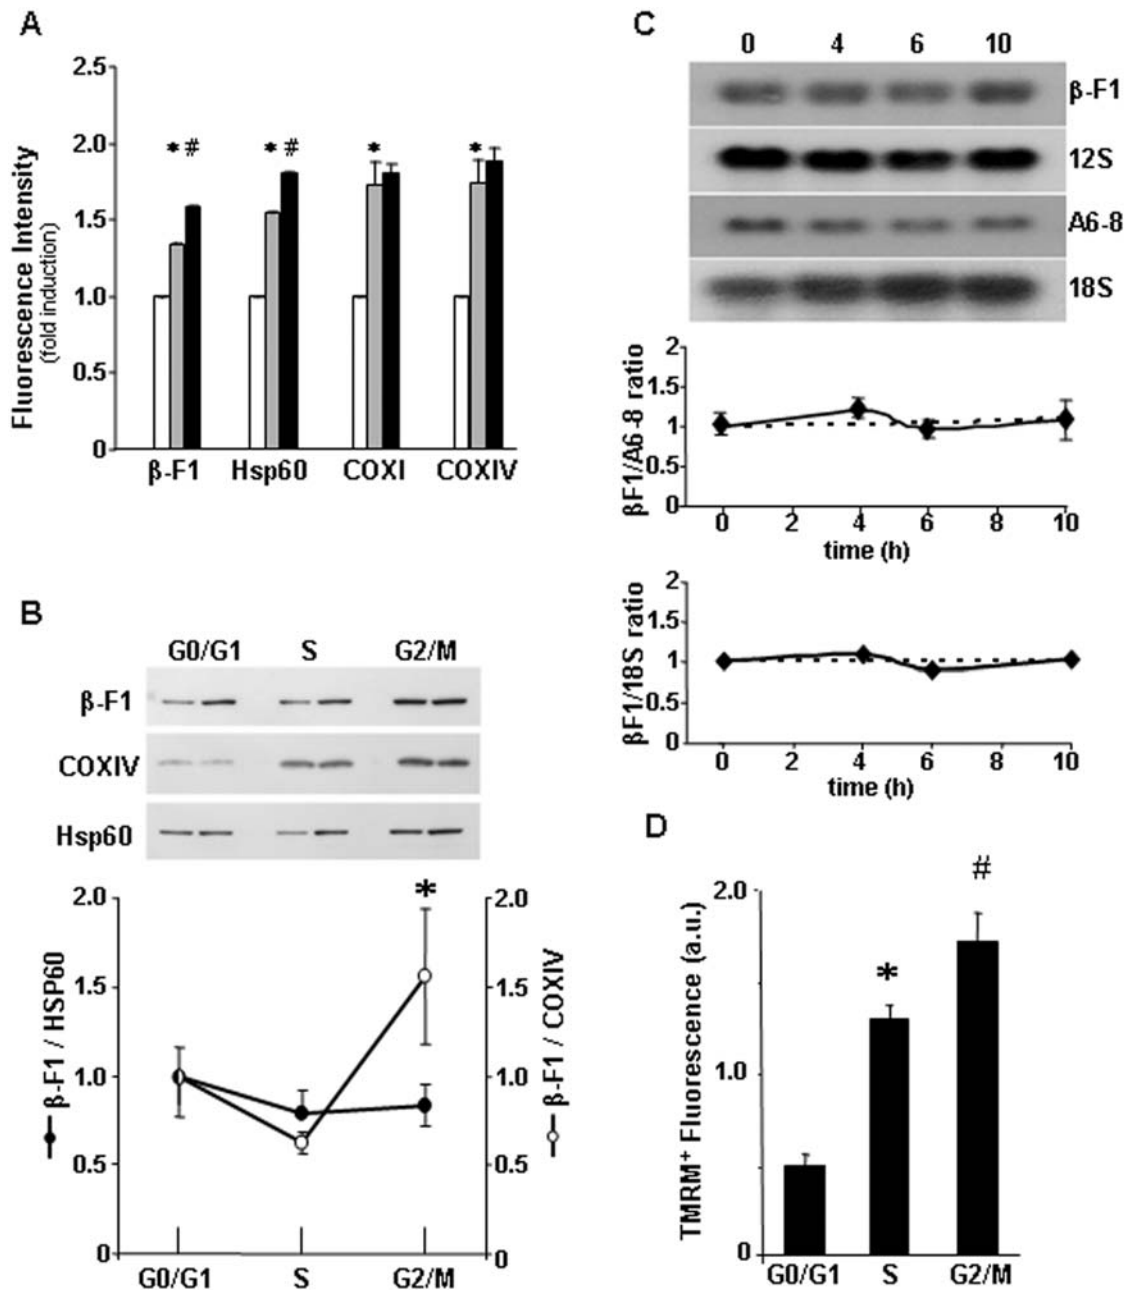 A
2.5
2.0
1.5
1.0
0.5
0
Fluorescence Intensity
(fold induction)
* #
* #
*
*
β-F1 Hsp60 COXI COXIV
B
G0/G1 S G2/M
β-F1
COXIV
Hsp60
2.0
1.5
1.0
0.5
0
β-F1 / HSP60
*
2.0
1.5
1.0
0.5
0
β-F1 / COXIV
G0/G1 S G2/M
C
0 4 6 10
β-F1
12S
A6-8
18S
2
1.5
1
0.5
0
βF1/A6-8 ratio
0 2 4 6 8 10
time (h)
2
1.5
1
0.5
0
βF1/18S ratio
0 2 4 6 8 10
time (h)
D
2.0
1.0
0
TMRM⁺ Fluorescence (a.u.)
*
#
G0/G1 S G2/M